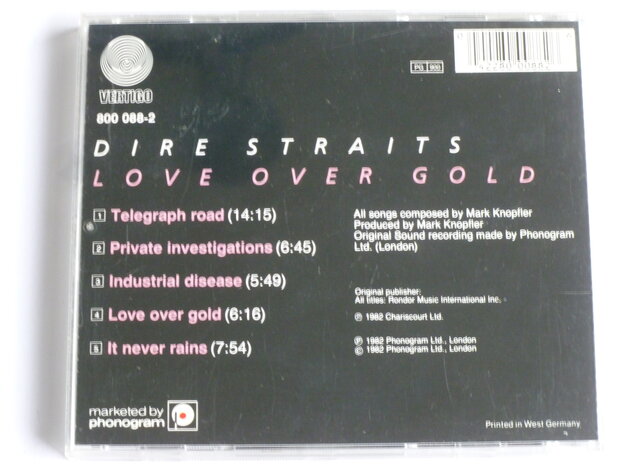 VERTIGO
800 088-2
DIRE STRAITS
LOVE OVER GOLD
1 Telegraph road (14:15)
2 Private investigations (6:45)
3 Industrial disease (5:49)
4 Love over gold (6:16)
5 It never rains (7:54)
All songs composed by Mark Knopfler
Produced by Mark Knopfler
Original Sound recording made by Phonogram
Ltd. (London)
Original publisher:
All titles: Rondor Music International Inc.
℗ 1982 Chariscourt Ltd.
℗ 1982 Phonogram Ltd., London
© 1982 Phonogram Ltd., London
marketed by
phonogram
Printed in West Germany